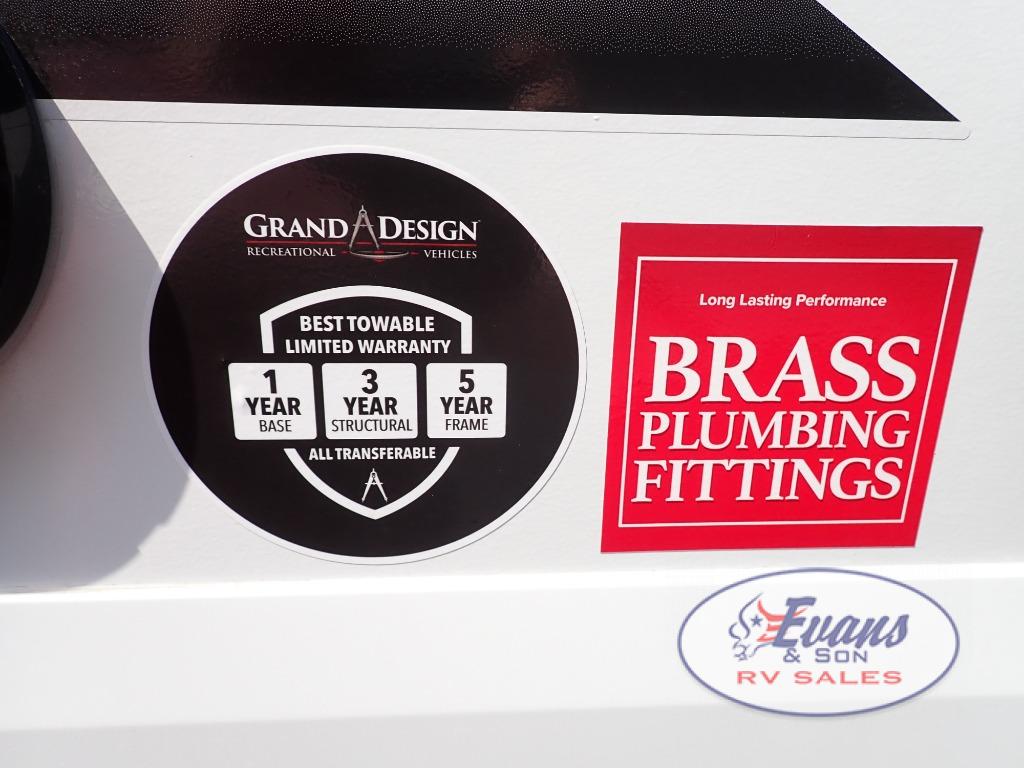 GRAND DESIGN
RECREATIONAL VEHICLES
BEST TOWABLE
LIMITED WARRANTY
1
YEAR
BASE
3
YEAR
STRUCTURAL
5
YEAR
FRAME
ALL TRANSFERABLE
Long Lasting Performance
BRASS
PLUMBING
FITTINGS
Evans
& SON
RV SALES